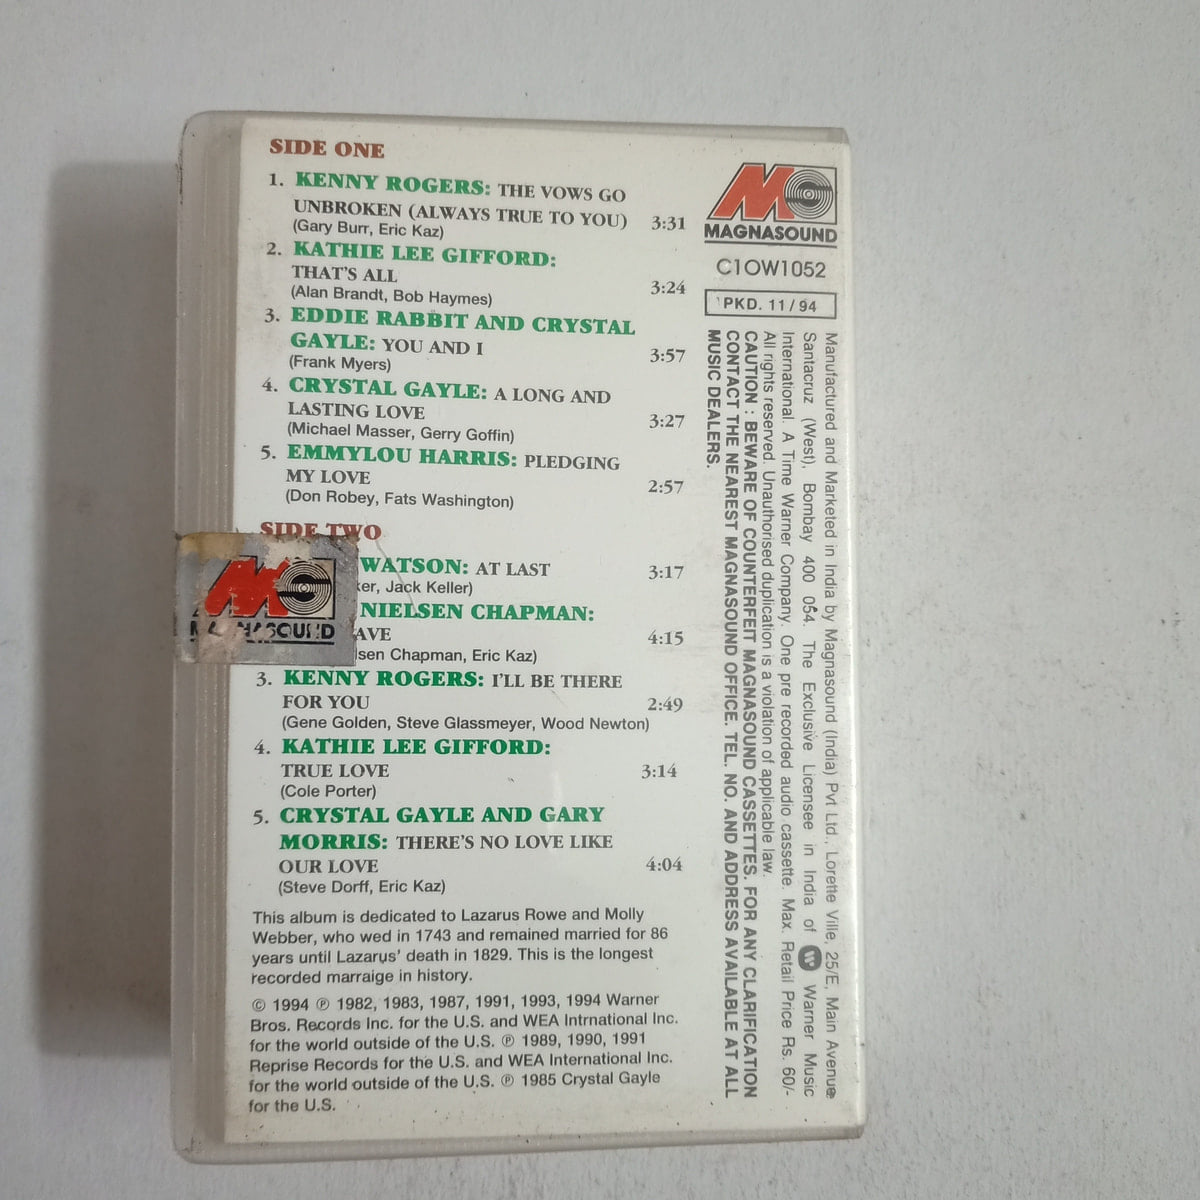 SIDE ONE
1. KENNY ROGERS: THE VOWS GO
UNBROKEN (ALWAYS TRUE TO YOU) 3:31
(Gary Burr, Eric Kaz)
2. KATHIE LEE GIFFORD:
THAT'S ALL 3:24
(Alan Brandt, Bob Haymes)
3. EDDIE RABBIT AND CRYSTAL
GAYLE: YOU AND I 3:57
(Frank Myers)
4. CRYSTAL GAYLE: A LONG AND
LASTING LOVE 3:27
(Michael Masser, Gerry Goffin)
5. EMMYLOU HARRIS: PLEDGING
MY LOVE 2:57
(Don Robey, Fats Washington)
SIDE TWO
WATSON: AT LAST 3:17
ker, Jack Keller)
NIELSEN CHAPMAN:
AVE 4:15
lsen Chapman, Eric Kaz)
3. KENNY ROGERS: I'LL BE THERE
FOR YOU 2:49
(Gene Golden, Steve Glassmeyer, Wood Newton)
4. KATHIE LEE GIFFORD:
TRUE LOVE 3:14
(Cole Porter)
5. CRYSTAL GAYLE AND GARY
MORRIS: THERE'S NO LOVE LIKE
OUR LOVE 4:04
(Steve Dorff, Eric Kaz)
This album is dedicated to Lazarus Rowe and Molly
Webber, who wed in 1743 and remained married for 86
years until Lazarus' death in 1829. This is the longest
recorded marraige in history.
© 1994 ℗ 1982, 1983, 1987, 1991, 1993, 1994 Warner
Bros. Records Inc. for the U.S. and WEA Intrnational Inc.
for the world outside of the U.S. ℗ 1989, 1990, 1991
Reprise Records for the U.S. and WEA International Inc.
for the world outside of the U.S. ℗ 1985 Crystal Gayle
for the U.S.
MG
MAGNASOUND
MG
MAGNASOUND
C1OW1052
PKD. 11/94
Manufactured and Marketed in India by Magnasound (India) Pvt Ltd., Lorette Ville, 25/E, Main Avenue
Santacruz (West), Bombay 400 054. The Exclusive Licensee in India of Warner Music
International. A Time Warner Company. One pre recorded audio cassette. Max. Retail Price Rs. 60/-
All rights reserved. Unauthorised duplication is a violation of applicable law.
CAUTION : BEWARE OF COUNTERFEIT MAGNASOUND CASSETTES. FOR ANY CLARIFICATION
CONTACT THE NEAREST MAGNASOUND OFFICE. TEL. NO. AND ADDRESS AVAILABLE AT ALL
MUSIC DEALERS.